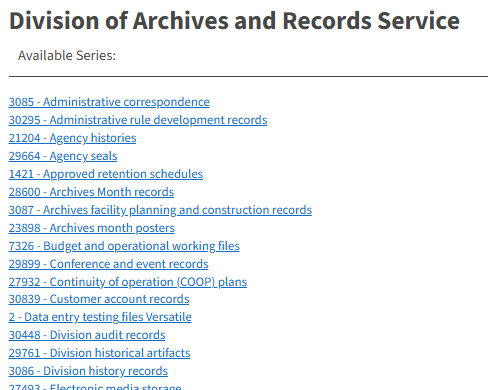 Division of Archives and Records Service
Available Series:
3085 - Administrative correspondence
30295 - Administrative rule development records
21204 - Agency histories
29664 - Agency seals
1421 - Approved retention schedules
28600 - Archives Month records
3087 - Archives facility planning and construction records
23898 - Archives month posters
7326 - Budget and operational working files
29899 - Conference and event records
27932 - Continuity of operation (COOP) plans
30839 - Customer account records
2 - Data entry testing files Versatile
30448 - Division audit records
29761 - Division historical artifacts
3086 - Division history records
27493 - Electronic media storage